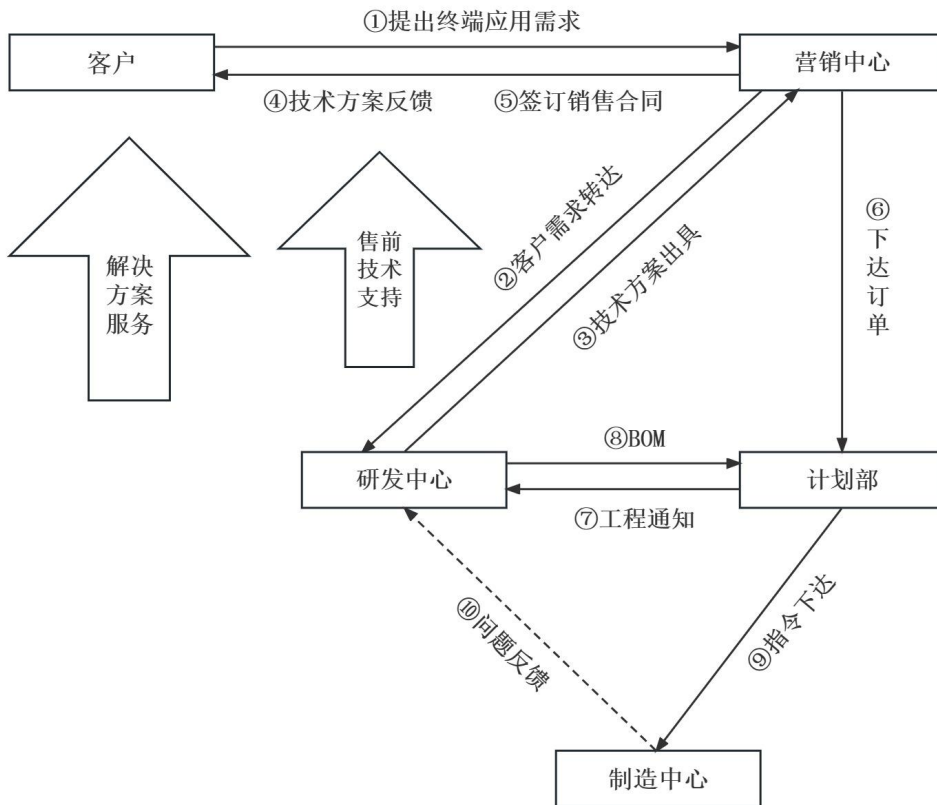 ①提出终端应用需求
客户
营销中心
④技术方案反馈
⑤签订销售合同
②客户需求转达
③技术方案出具
⑥下达订单
解决
方案
服务
售前
技术
支持
⑧BOM
研发中心
计划部
⑦工程通知
⑩问题反馈
⑨指令下达
制造中心